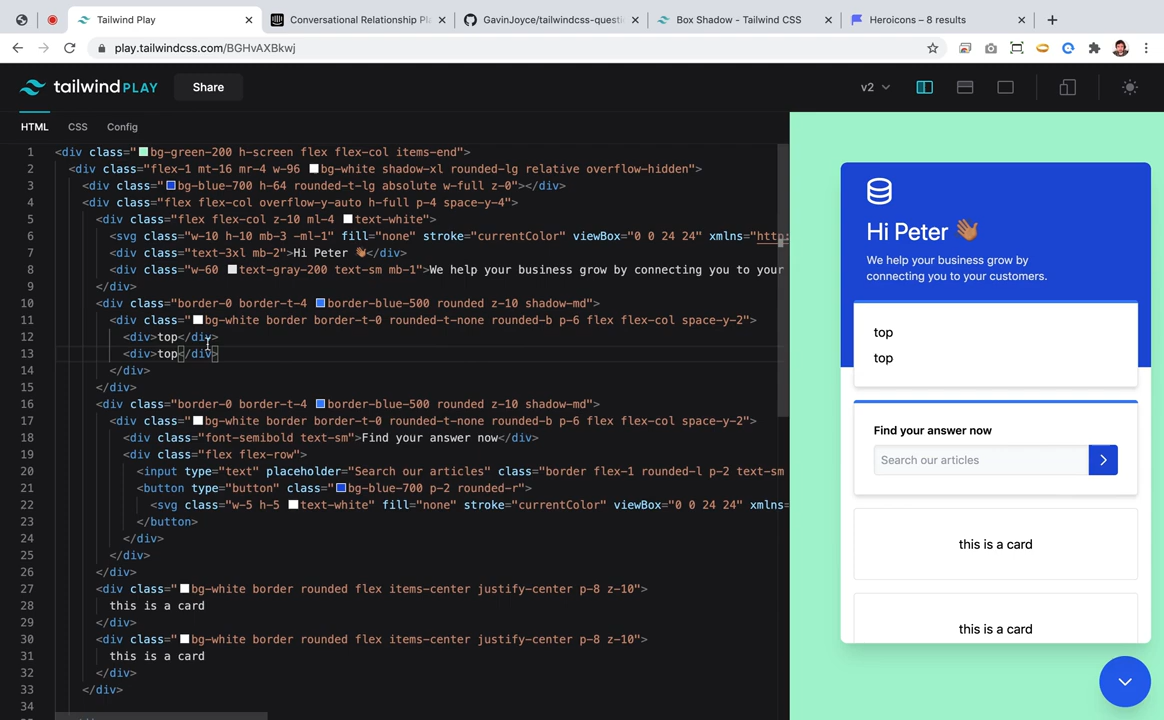 Tailwind Play
Conversational Relationship Pl
GavinJoyce/tailwindcss-questi
Box Shadow - Tailwind CSS
Heroicons – 8 results
play.tailwindcss.com/BGHvAXBkwj
tailwind PLAY
Share
v2
HTML CSS Config
1 <div class="bg-green-200 h-screen flex flex-col items-end">
2 <div class="flex-1 mt-16 mr-4 w-96 bg-white shadow-xl rounded-lg relative overflow-hidden">
3 <div class="bg-blue-700 h-64 rounded-t-lg absolute w-full z-0"></div>
4 <div class="flex flex-col overflow-y-auto h-full p-4 space-y-4">
5 <div class="flex flex-col z-10 ml-4 text-white">
6 <svg class="w-10 h-10 mb-3 -ml-1" fill="none" stroke="currentColor" viewBox="0 0 24 24" xmlns="http:
7 <div class="text-3xl mb-2">Hi Peter 👋🏽</div>
8 <div class="w-60 text-gray-200 text-sm mb-1">We help your business grow by connecting you to your
9 </div>
10 <div class="border-0 border-t-4 border-blue-500 rounded z-10 shadow-md">
11 <div class="bg-white border border-t-0 rounded-t-none rounded-b p-6 flex flex-col space-y-2">
12 <div>top</div>
13 <div>top</div>
14 </div>
15 </div>
16 <div class="border-0 border-t-4 border-blue-500 rounded z-10 shadow-md">
17 <div class="bg-white border border-t-0 rounded-t-none rounded-b p-6 flex flex-col space-y-2">
18 <div class="font-semibold text-sm">Find your answer now</div>
19 <div class="flex flex-row">
20 <input type="text" placeholder="Search our articles" class="border flex-1 rounded-l p-2 text-sm
21 <button type="button" class="bg-blue-700 p-2 rounded-r">
22 <svg class="w-5 h-5 text-white" fill="none" stroke="currentColor" viewBox="0 0 24 24" xmlns=
23 </button>
24 </div>
25 </div>
26 </div>
27 <div class="bg-white border rounded flex items-center justify-center p-8 z-10">
28 this is a card
29 </div>
30 <div class="bg-white border rounded flex items-center justify-center p-8 z-10">
31 this is a card
32 </div>
33 </div>
34
Hi Peter 👋🏽
We help your business grow by
connecting you to your customers.
top
top
Find your answer now
Search our articles
this is a card
this is a card